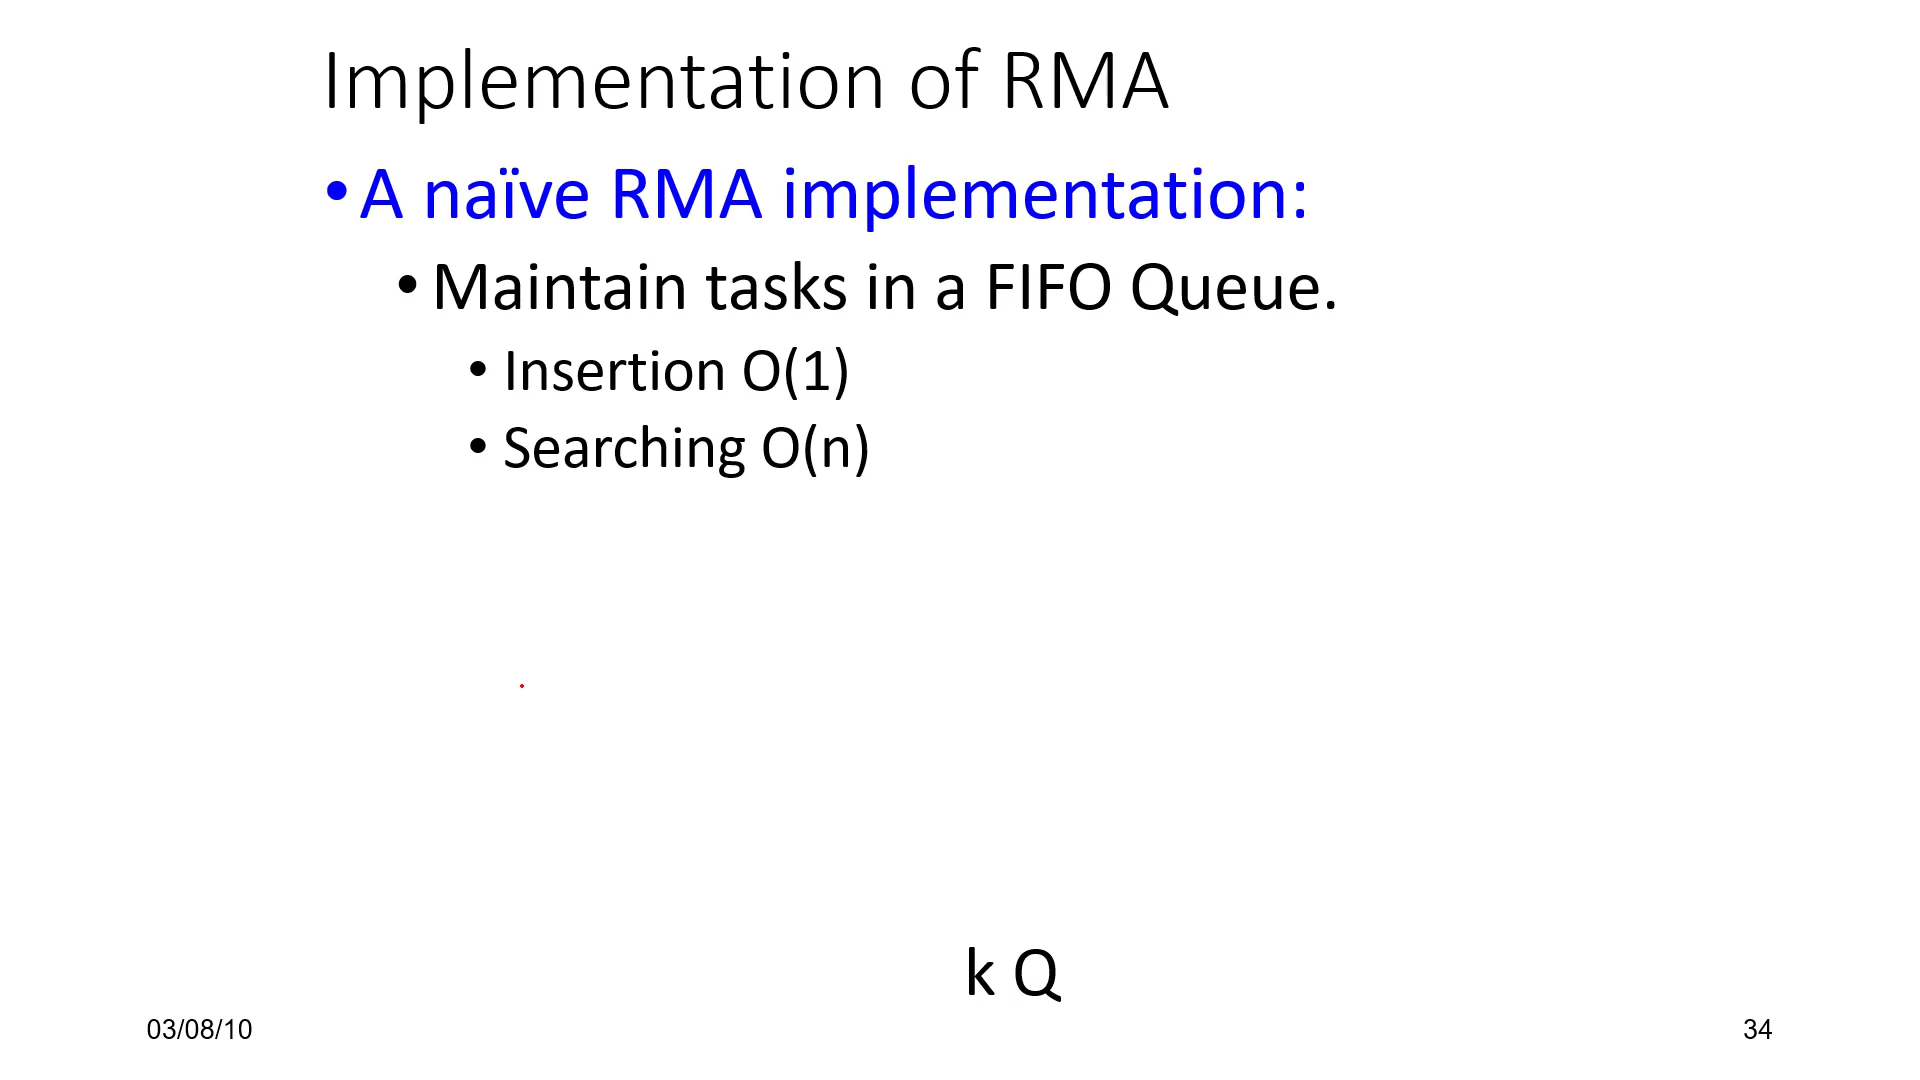 Implementation of RMA
• A naïve RMA implementation:
• Maintain tasks in a FIFO Queue.
• Insertion O(1)
• Searching O(n)
k Q
03/08/10
34